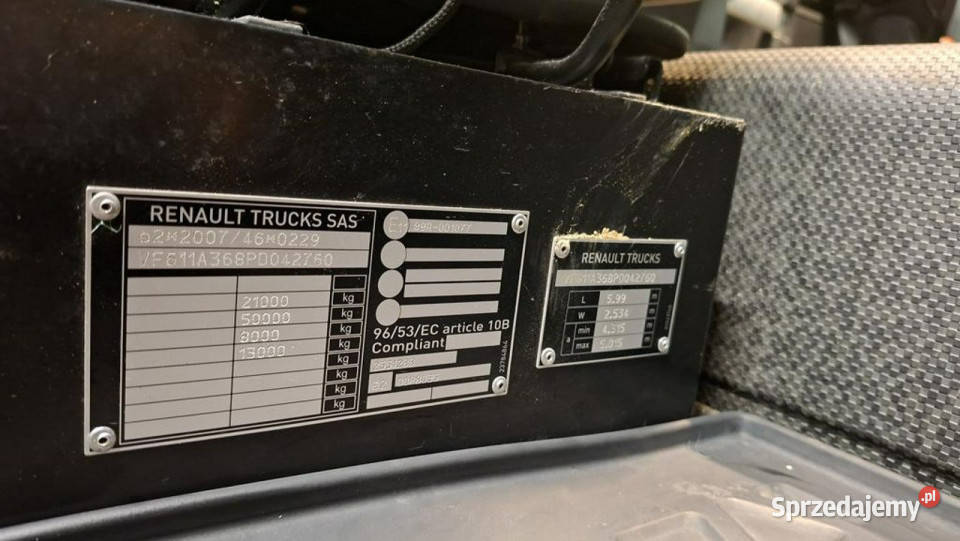 RENAULT TRUCKS SAS
e2*2007/46*0229
VF611A368PD042760
21000 kg
50000 kg
8000 kg
13000 kg
kg
kg
kg
96/53/EC article 10B
Compliant
23784864
RENAULT TRUCKS
VF611A368PD042760
L 5,99 m
W 2,534 m
a min 4,315 m
max 5,015 m
Sprzedajemy.pl